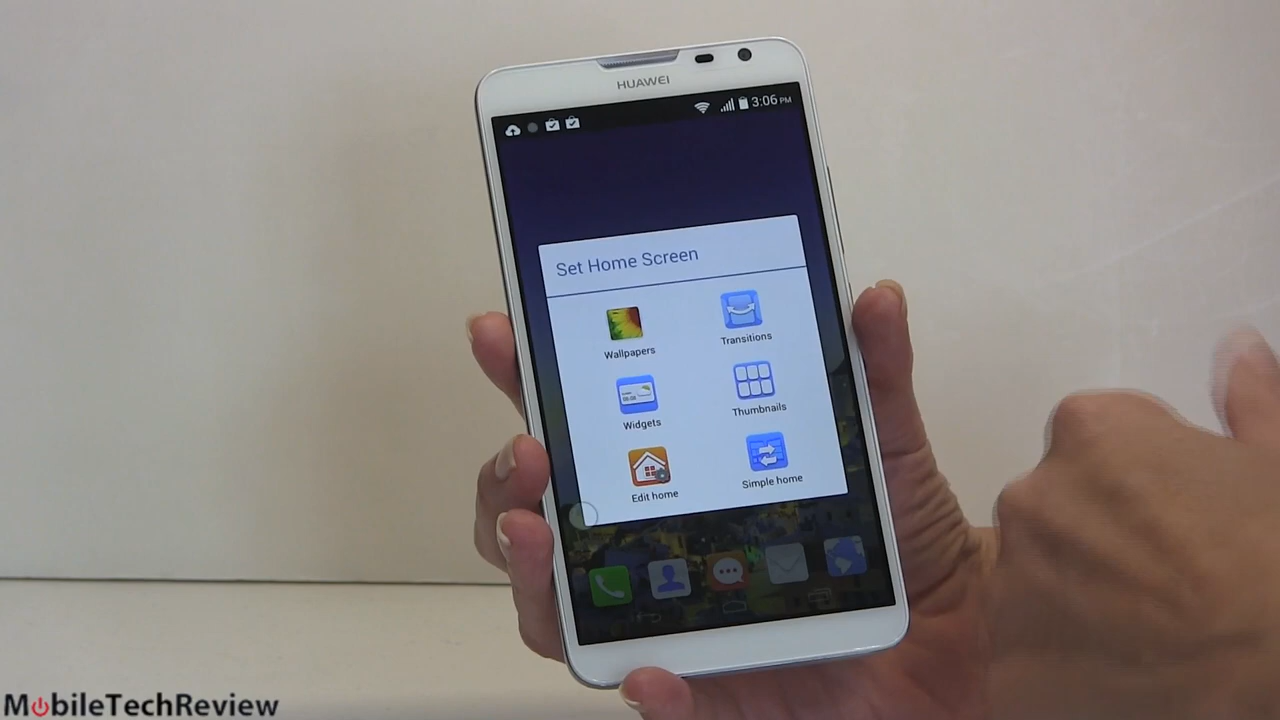 HUAWEI
3:06 PM
Set Home Screen
Wallpapers
Transitions
Widgets
Thumbnails
Edit home
Simple home
MobileTechReview